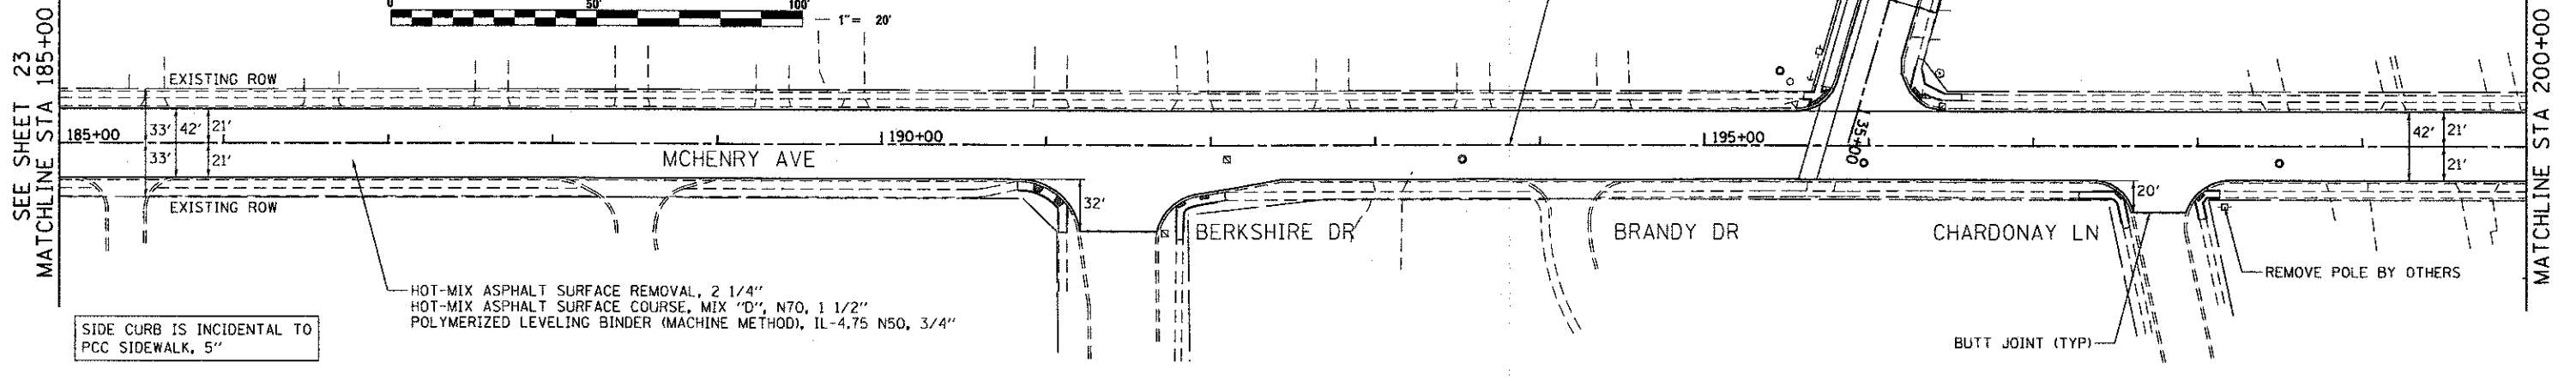 0 50' 100'
1"= 20'
SEE SHEET 23
MATCHLINE STA 185+00
EXISTING ROW
185+00
33' 42' 21'
33' 21'
190+00
195+00
35+00
42' 21'
21'
MCHENRY AVE
EXISTING ROW
32'
20'
BERKSHIRE DR
BRANDY DR
CHARDONAY LN
MATCHLINE STA 200+00
REMOVE POLE BY OTHERS
HOT-MIX ASPHALT SURFACE REMOVAL, 2 1/4"
HOT-MIX ASPHALT SURFACE COURSE, MIX "D", N70, 1 1/2"
POLYMERIZED LEVELING BINDER (MACHINE METHOD), IL-4.75 N50, 3/4"
SIDE CURB IS INCIDENTAL TO
PCC SIDEWALK, 5"
BUTT JOINT (TYP)